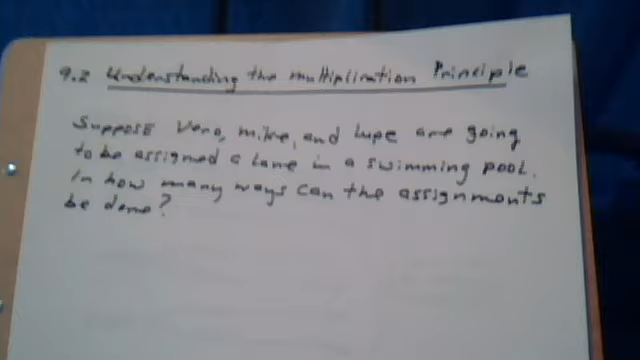 9.2 Understanding the multiplication Principle
Suppose Vero, mike, and Lupe are going
to be assigned a Lane in a swimming pool.
In how many ways can the assignments
be done?